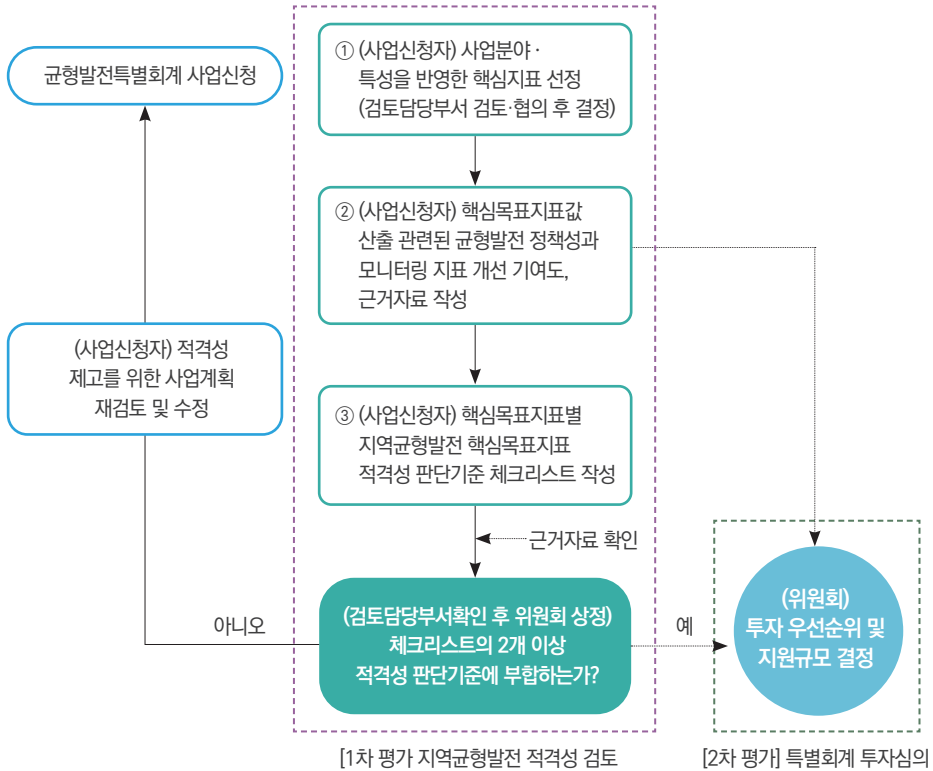 균형발전특별회계 사업신청
① (사업신청자) 사업분야 ·
특성을 반영한 핵심지표 선정
(검토담당부서 검토·협의 후 결정)
② (사업신청자) 핵심목표지표값
산출 관련된 균형발전 정책성과
모니터링 지표 개선 기여도,
근거자료 작성
(사업신청자) 적격성
제고를 위한 사업계획
재검토 및 수정
③ (사업신청자) 핵심목표지표별
지역균형발전 핵심목표지표
적격성 판단기준 체크리스트 작성
근거자료 확인
아니오
(검토담당부서확인 후 위원회 상정)
체크리스트의 2개 이상
적격성 판단기준에 부합하는가?
예
(위원회)
투자 우선순위 및
지원규모 결정
[1차 평가 지역균형발전 적격성 검토
[2차 평가] 특별회계 투자심의